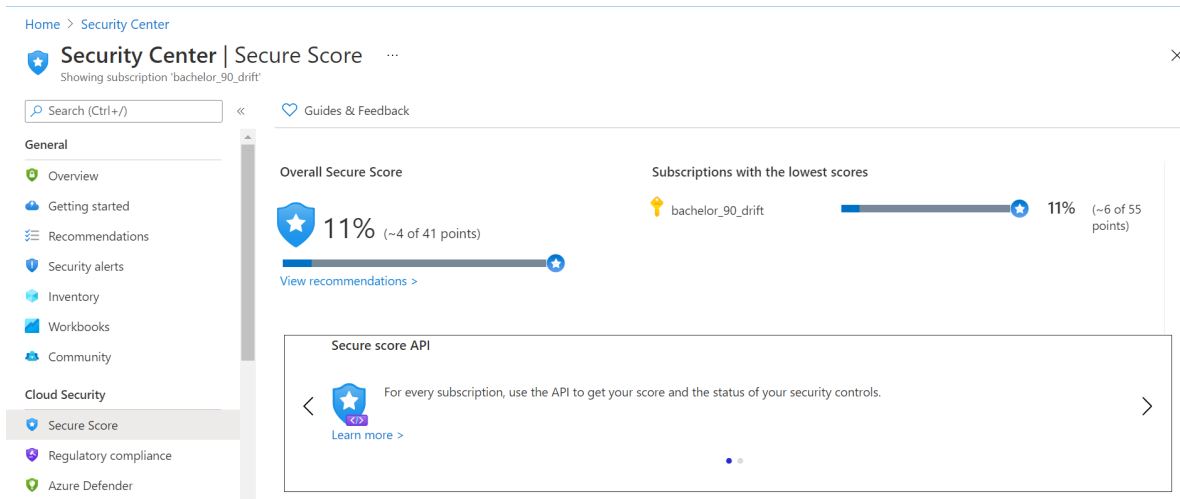 Home > Security Center
Security Center | Secure Score ...
Showing subscription 'bachelor_90_drift'
Search (Ctrl+/)
«
Guides & Feedback
General
Overview
Getting started
Recommendations
Security alerts
Inventory
Workbooks
Community
Cloud Security
Secure Score
Regulatory compliance
Azure Defender
Overall Secure Score
11% (~4 of 41 points)
View recommendations >
Subscriptions with the lowest scores
bachelor_90_drift
11% (~6 of 55
points)
Secure score API
For every subscription, use the API to get your score and the status of your security controls.
</>
Learn more >